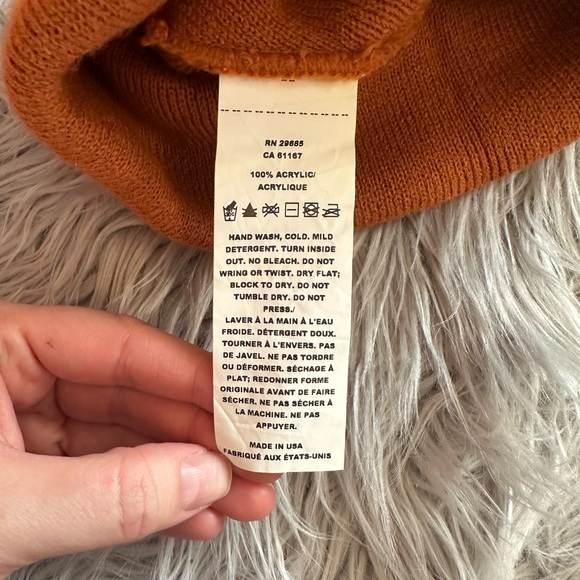 RN 29685
CA 61167
100% ACRYLIC/
ACRYLIQUE
HAND WASH, COLD. MILD
DETERGENT. TURN INSIDE
OUT. NO BLEACH. DO NOT
WRING OR TWIST. DRY FLAT;
BLOCK TO DRY. DO NOT
TUMBLE DRY. DO NOT
PRESS./
LAVER À LA MAIN À L'EAU
FROIDE. DÉTERGENT DOUX.
TOURNER À L'ENVERS. PAS
DE JAVEL. NE PAS TORDRE
OU DÉFORMER. SÉCHAGE À
PLAT; REDONNER FORME
ORIGINALE AVANT DE FAIRE
SÉCHER. NE PAS SÉCHER À
LA MACHINE. NE PAS
APPUYER.
MADE IN USA
FABRIQUÉ AUX ÉTATS-UNIS